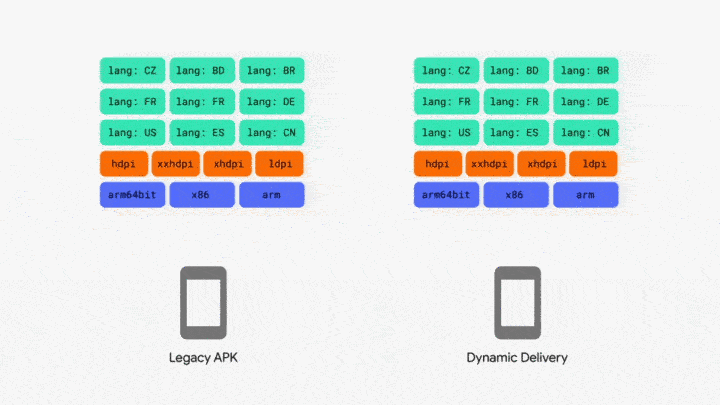 lang: CZ lang: BD lang: BR
lang: FR lang: FR lang: DE
lang: US lang: ES lang: CN
hdpi xxhdpi xhdpi ldpi
arm64bit x86 arm
Legacy APK
lang: CZ lang: BD lang: BR
lang: FR lang: FR lang: DE
lang: US lang: ES lang: CN
hdpi xxhdpi xhdpi ldpi
arm64bit x86 arm
Dynamic Delivery